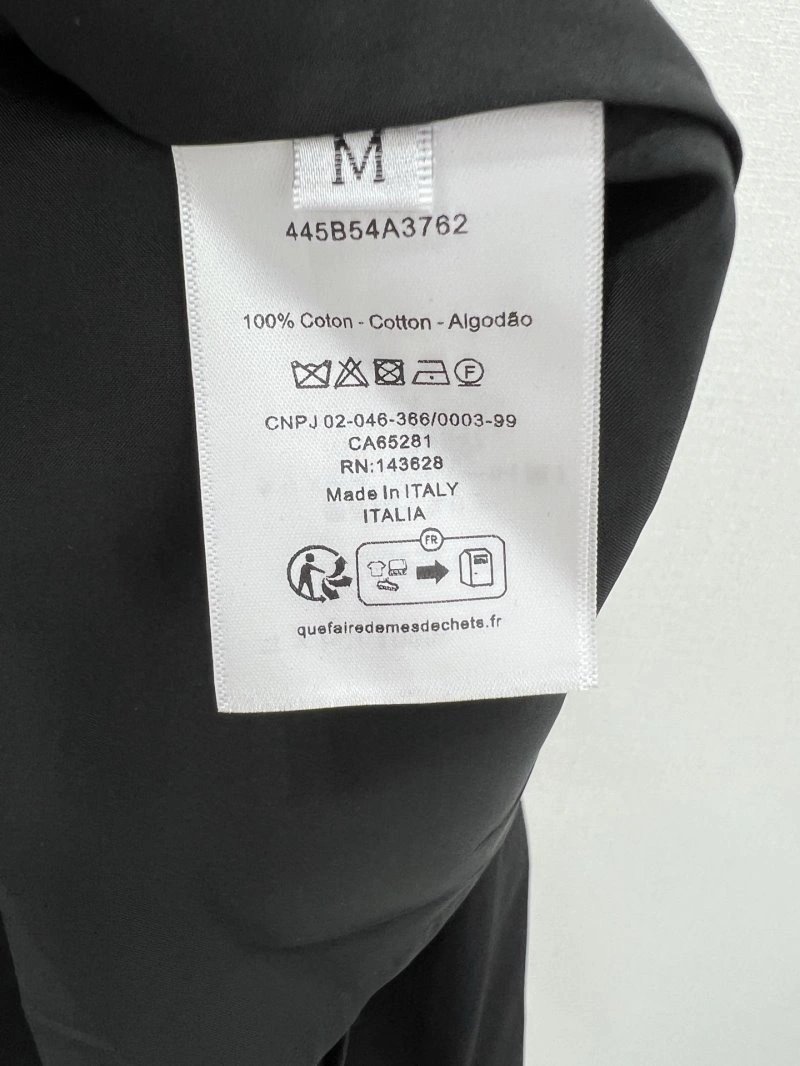 M
445B54A3762
100% Coton - Cotton - Algodão
F
CNPJ 02-046-366/0003-99
CA65281
RN:143628
Made In ITALY
ITALIA
FR
quefairedemesdechets.fr